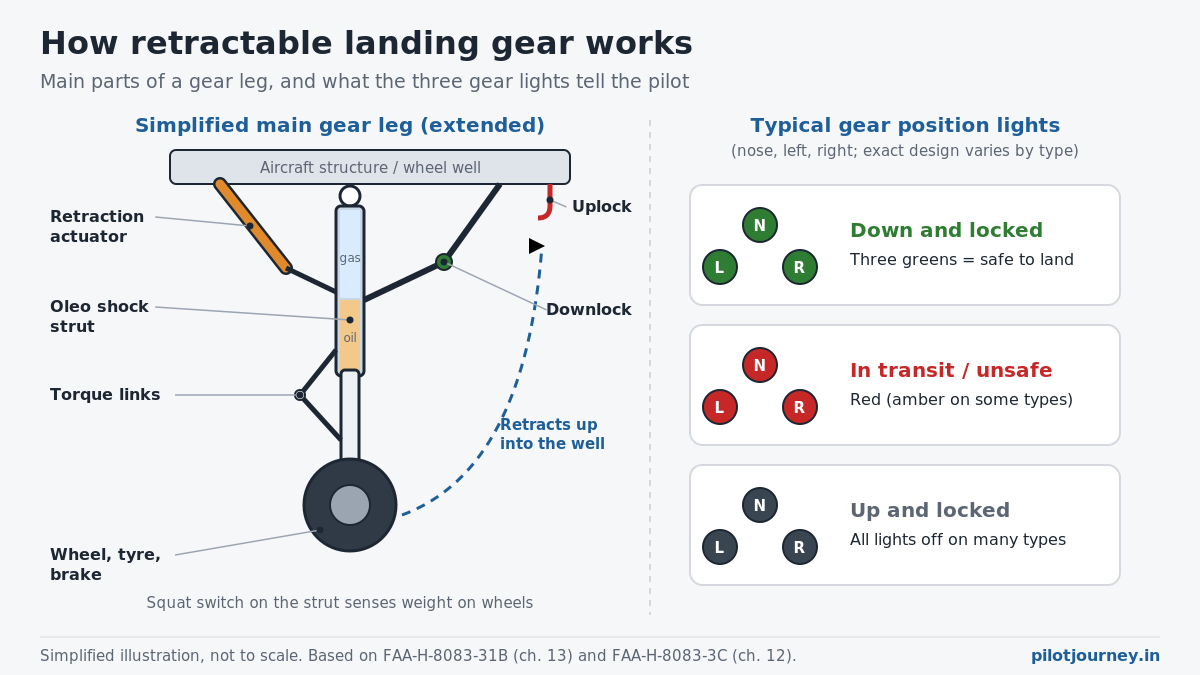 How retractable landing gear works
Main parts of a gear leg, and what the three gear lights tell the pilot
Simplified main gear leg (extended)
Aircraft structure / wheel well
Retraction
actuator
Uplock
gas
Oleo shock
strut
Downlock
oil
Torque links
Retracts up
into the well
Wheel, tyre,
brake
Squat switch on the strut senses weight on wheels
Typical gear position lights
(nose, left, right; exact design varies by type)
N
L
R
Down and locked
Three greens = safe to land
N
L
R
In transit / unsafe
Red (amber on some types)
N
L
R
Up and locked
All lights off on many types
Simplified illustration, not to scale. Based on FAA-H-8083-31B (ch. 13) and FAA-H-8083-3C (ch. 12).
pilotjourney.in